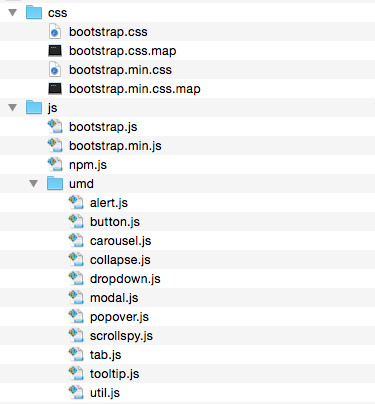 css
bootstrap.css
bootstrap.css.map
bootstrap.min.css
bootstrap.min.css.map
js
bootstrap.js
bootstrap.min.js
npm.js
umd
alert.js
button.js
carousel.js
collapse.js
dropdown.js
modal.js
popover.js
scrollspy.js
tab.js
tooltip.js
util.js